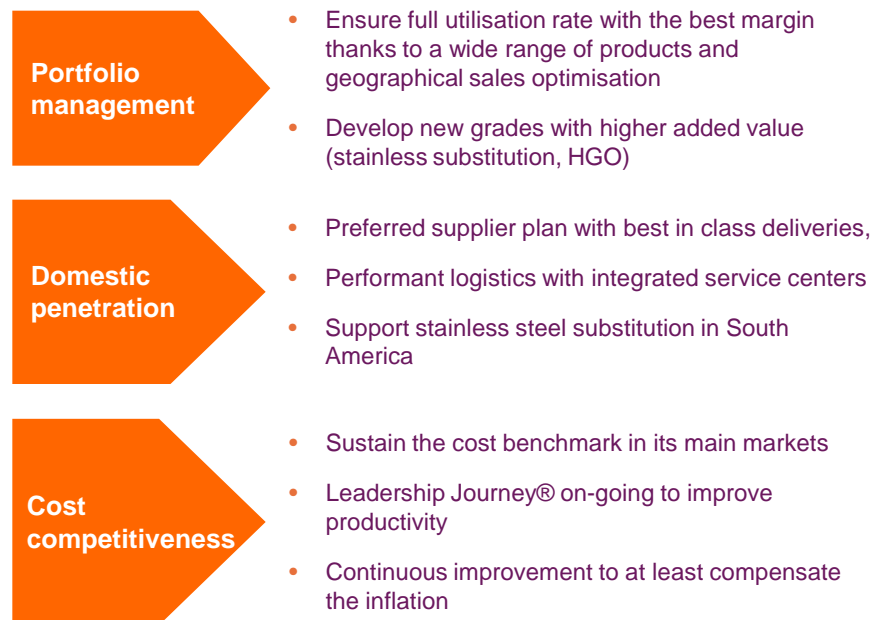 Portfolio
management
• Ensure full utilisation rate with the best margin
thanks to a wide range of products and
geographical sales optimisation
• Develop new grades with higher added value
(stainless substitution, HGO)
Domestic
penetration
• Preferred supplier plan with best in class deliveries,
• Performant logistics with integrated service centers
• Support stainless steel substitution in South
America
Cost
competitiveness
• Sustain the cost benchmark in its main markets
• Leadership Journey® on-going to improve
productivity
• Continuous improvement to at least compensate
the inflation